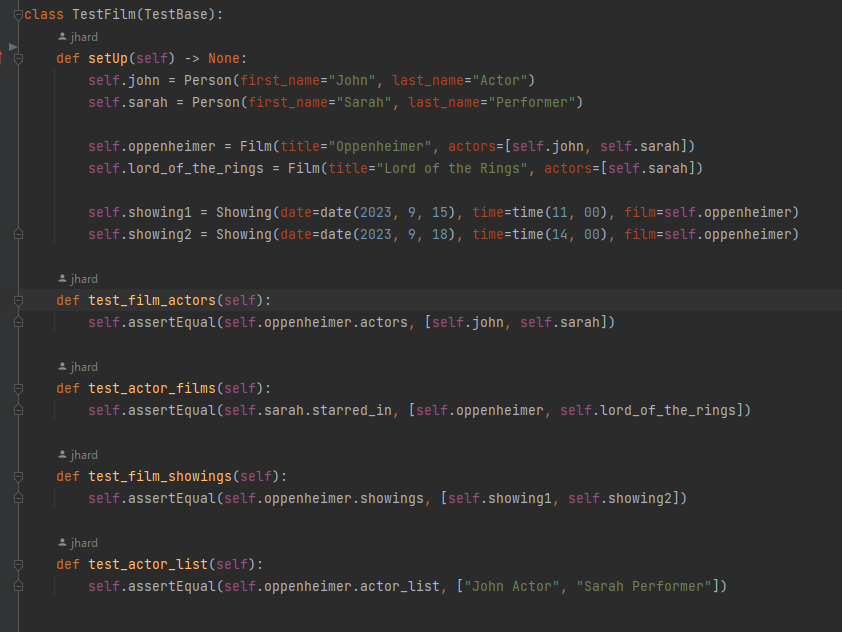 class TestFilm(TestBase):
jhard
def setUp(self) -> None:
self.john = Person(first_name="John", last_name="Actor")
self.sarah = Person(first_name="Sarah", last_name="Performer")
self.oppenheimer = Film(title="Oppenheimer", actors=[self.john, self.sarah])
self.lord_of_the_rings = Film(title="Lord of the Rings", actors=[self.sarah])
self.showing1 = Showing(date=date(2023, 9, 15), time=time(11, 00), film=self.oppenheimer)
self.showing2 = Showing(date=date(2023, 9, 18), time=time(14, 00), film=self.oppenheimer)
jhard
def test_film_actors(self):
self.assertEqual(self.oppenheimer.actors, [self.john, self.sarah])
jhard
def test_actor_films(self):
self.assertEqual(self.sarah.starred_in, [self.oppenheimer, self.lord_of_the_rings])
jhard
def test_film_showings(self):
self.assertEqual(self.oppenheimer.showings, [self.showing1, self.showing2])
jhard
def test_actor_list(self):
self.assertEqual(self.oppenheimer.actor_list, ["John Actor", "Sarah Performer"])